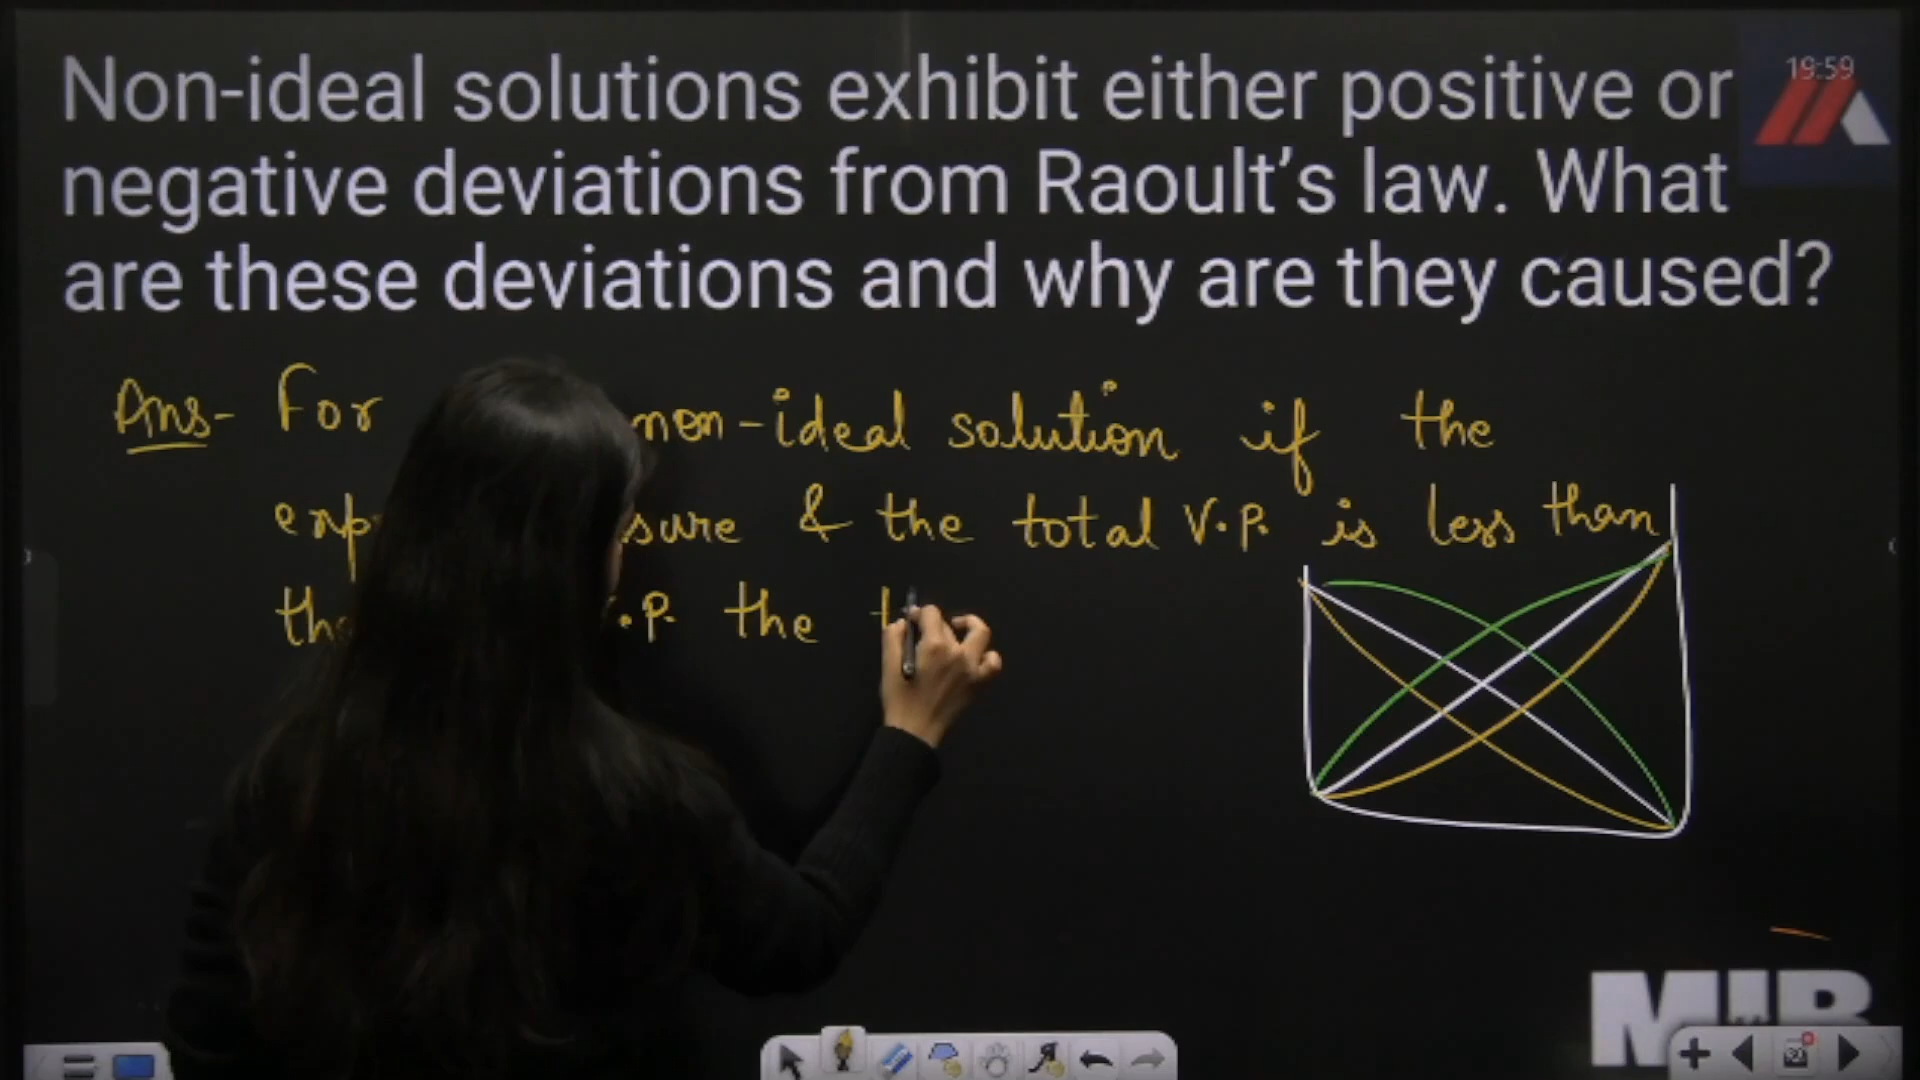 19:59
Non-ideal solutions exhibit either positive or
negative deviations from Raoult’s law. What
are these deviations and why are they caused?
Ans- For non-ideal solution if the
& the total V.P. is less than
the